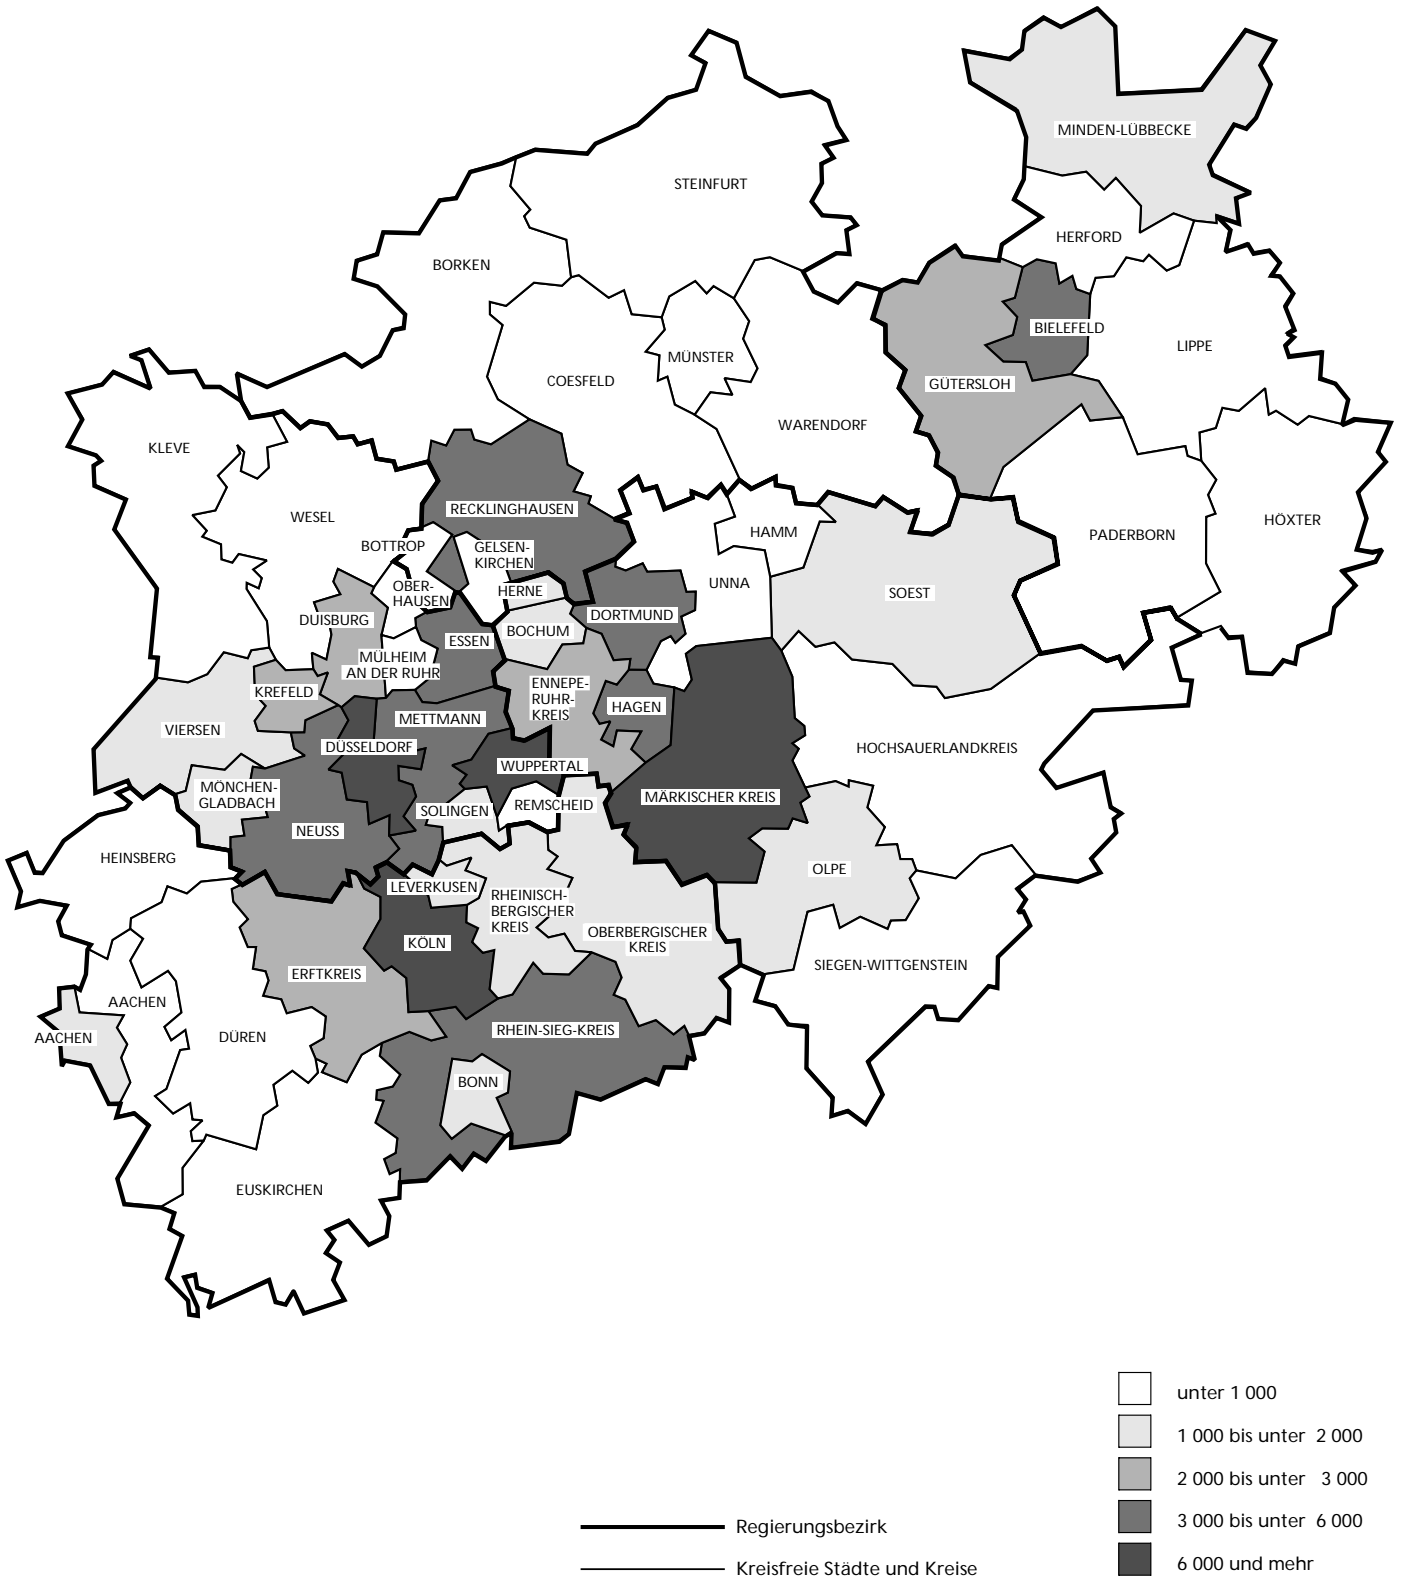 MINDEN-LÜBBECKE
STEINFURT
HERFORD
BORKEN
BIELEFELD
LIPPE
MÜNSTER
COESFELD
GÜTERSLOH
WARENDORF
KLEVE
RECKLINGHAUSEN
WESEL
HÖXTER
HAMM
PADERBORN
BOTTROP
GELSEN-
KIRCHEN
UNNA
OBER-
HAUSEN
HERNE
SOEST
DORTMUND
DUISBURG
BOCHUM
ESSEN
MÜLHEIM
AN DER RUHR
KREFELD
ENNEPE-
RUHR-
KREIS
HAGEN
METTMANN
VIERSEN
DÜSSELDORF
HOCHSAUERLANDKREIS
WUPPERTAL
MÖNCHEN-
GLADBACH
MÄRKISCHER KREIS
REMSCHEID
SOLINGEN
NEUSS
HEINSBERG
OLPE
LEVERKUSEN
RHEINISCH-
BERGISCHER
KREIS
OBERBERGISCHER
KREIS
KÖLN
SIEGEN-WITTGENSTEIN
ERFTKREIS
AACHEN
RHEIN-SIEG-KREIS
AACHEN
DÜREN
BONN
EUSKIRCHEN
unter 1 000
1 000 bis unter 2 000
2 000 bis unter 3 000
3 000 bis unter 6 000
6 000 und mehr
Regierungsbezirk
Kreisfreie Städte und Kreise